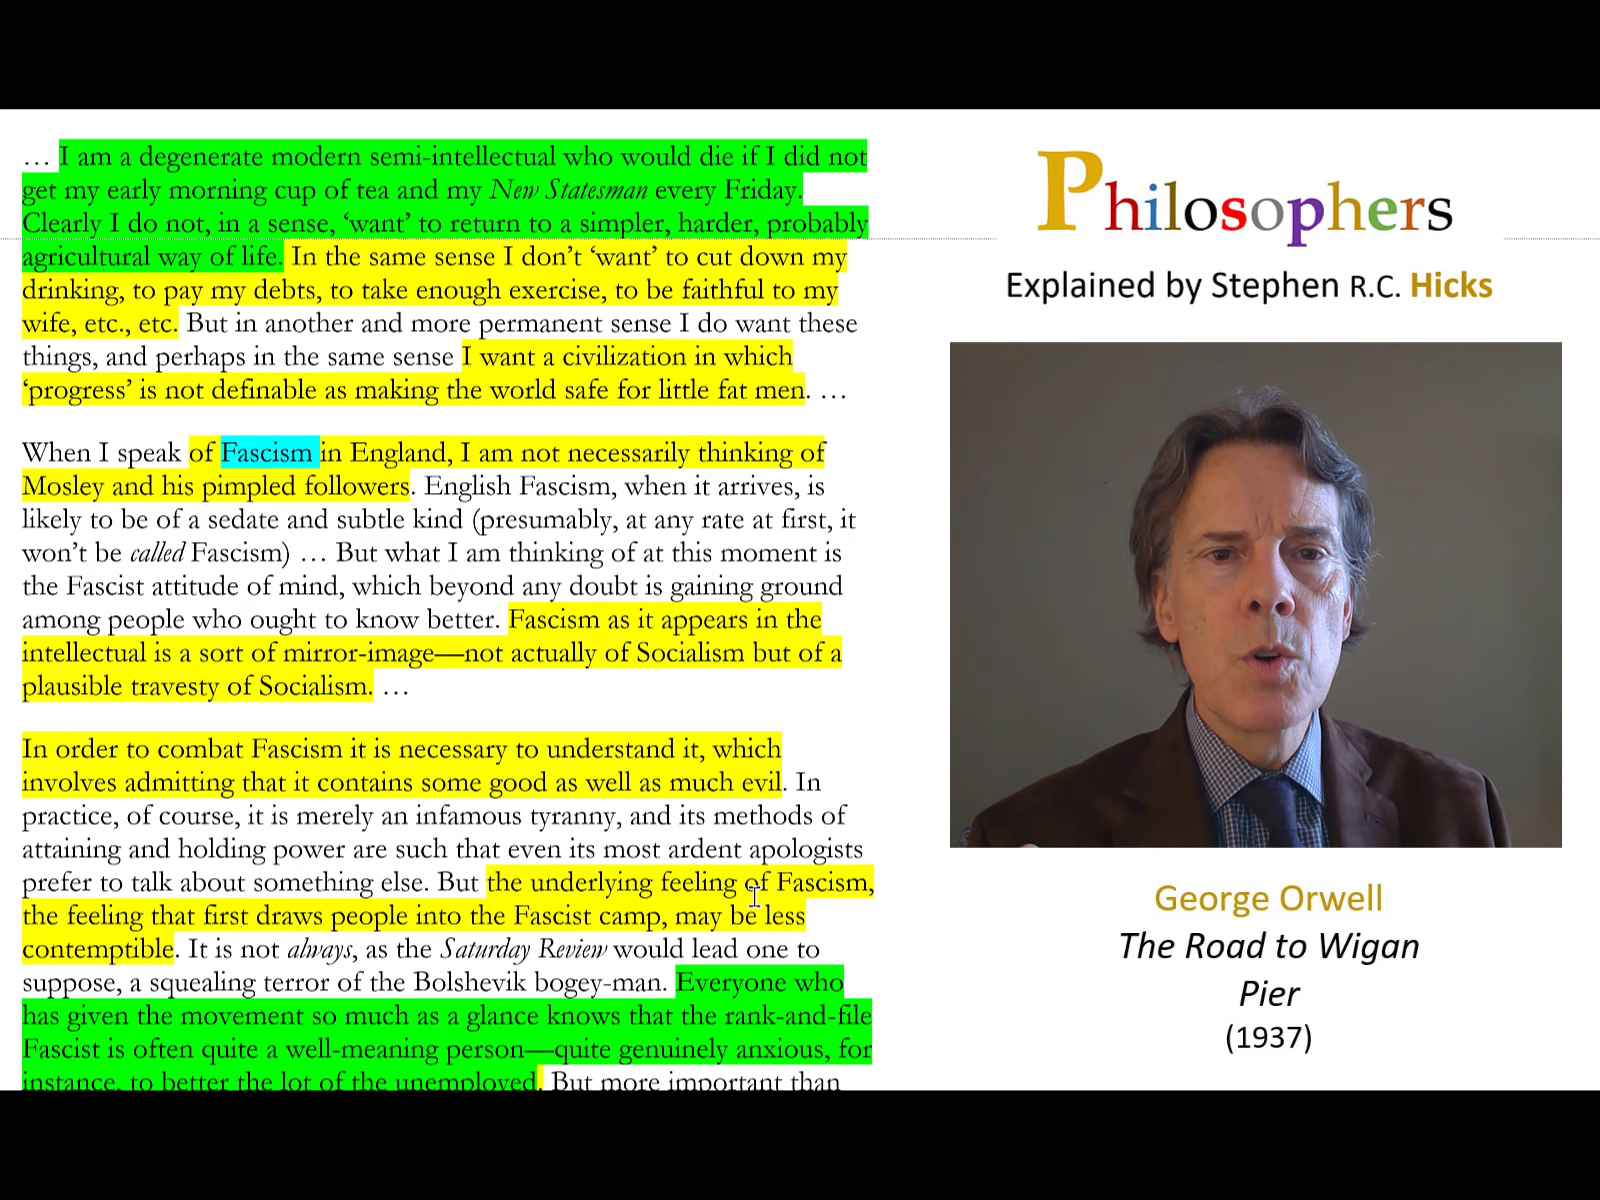 … I am a degenerate modern semi-intellectual who would die if I did not
get my early morning cup of tea and my New Statesman every Friday.
Clearly I do not, in a sense, ‘want’ to return to a simpler, harder, probably
agricultural way of life. In the same sense I don’t ‘want’ to cut down my
drinking, to pay my debts, to take enough exercise, to be faithful to my
wife, etc., etc. But in another and more permanent sense I do want these
things, and perhaps in the same sense I want a civilization in which
‘progress’ is not definable as making the world safe for little fat men. …
When I speak of Fascism in England, I am not necessarily thinking of
Mosley and his pimpled followers. English Fascism, when it arrives, is
likely to be of a sedate and subtle kind (presumably, at any rate at first, it
won’t be called Fascism) … But what I am thinking of at this moment is
the Fascist attitude of mind, which beyond any doubt is gaining ground
among people who ought to know better. Fascism as it appears in the
intellectual is a sort of mirror-image—not actually of Socialism but of a
plausible travesty of Socialism. …
In order to combat Fascism it is necessary to understand it, which
involves admitting that it contains some good as well as much evil. In
practice, of course, it is merely an infamous tyranny, and its methods of
attaining and holding power are such that even its most ardent apologists
prefer to talk about something else. But the underlying feeling of Fascism,
the feeling that first draws people into the Fascist camp, may be less
contemptible. It is not always, as the Saturday Review would lead one to
suppose, a squealing terror of the Bolshevik bogey-man. Everyone who
has given the movement so much as a glance knows that the rank-and-file
Fascist is often quite a well-meaning person—quite genuinely anxious, for
instance, to better the lot of the unemployed. But more important than
Philosophers
Explained by Stephen R.C. Hicks
George Orwell
The Road to Wigan
Pier
(1937)